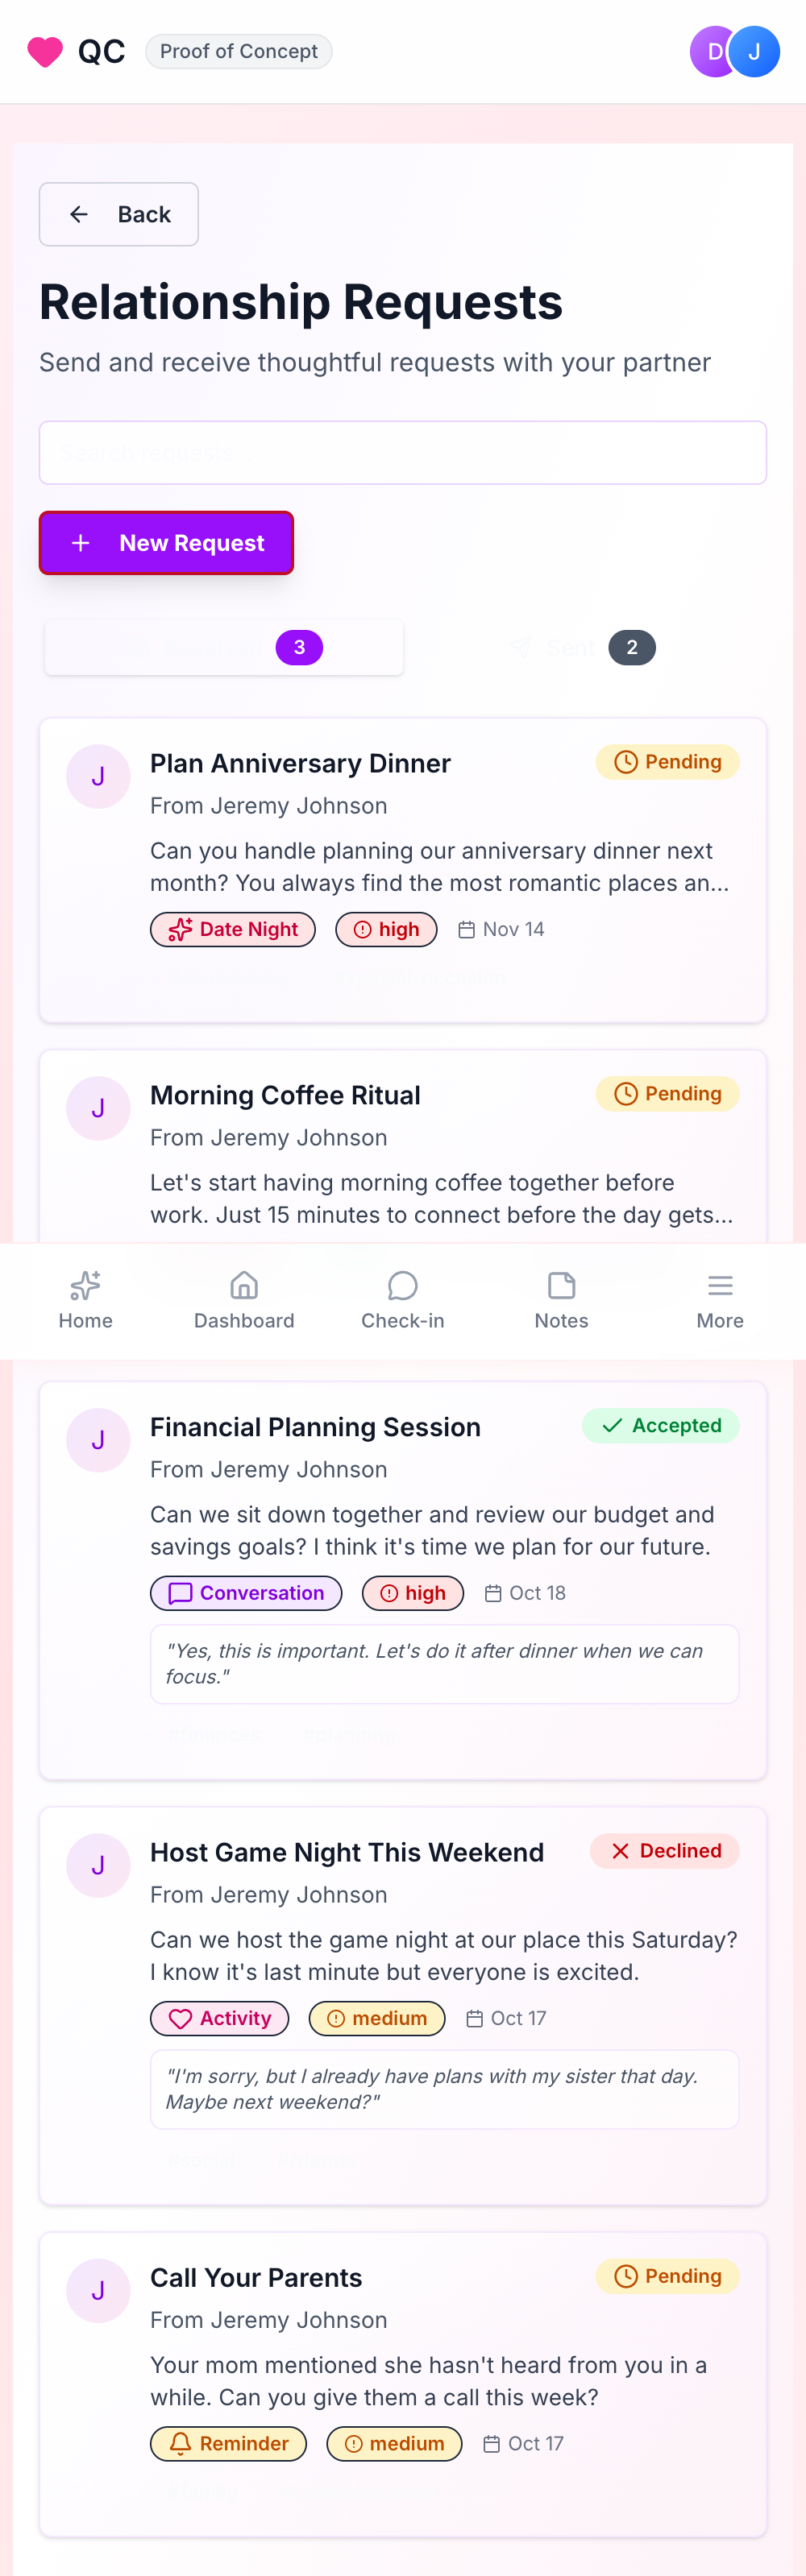 QC
Proof of Concept
D
J
Back
Relationship Requests
Send and receive thoughtful requests with your partner
Search requests...
New Request
3
Sent
2
J
Plan Anniversary Dinner
Pending
From Jeremy Johnson
Can you handle planning our anniversary dinner next
month? You always find the most romantic places an...
Date Night
high
Nov 14
J
Morning Coffee Ritual
Pending
From Jeremy Johnson
Let's start having morning coffee together before
work. Just 15 minutes to connect before the day gets...
Home
Dashboard
Check-in
Notes
More
J
Financial Planning Session
Accepted
From Jeremy Johnson
Can we sit down together and review our budget and
savings goals? I think it's time we plan for our future.
Conversation
high
Oct 18
"Yes, this is important. Let's do it after dinner when we can
focus."
#finances
#planning
J
Host Game Night This Weekend
Declined
From Jeremy Johnson
Can we host the game night at our place this Saturday?
I know it's last minute but everyone is excited.
Activity
medium
Oct 17
"I'm sorry, but I already have plans with my sister that day.
Maybe next weekend?"
J
Call Your Parents
Pending
From Jeremy Johnson
Your mom mentioned she hasn't heard from you in a
while. Can you give them a call this week?
Reminder
medium
Oct 17